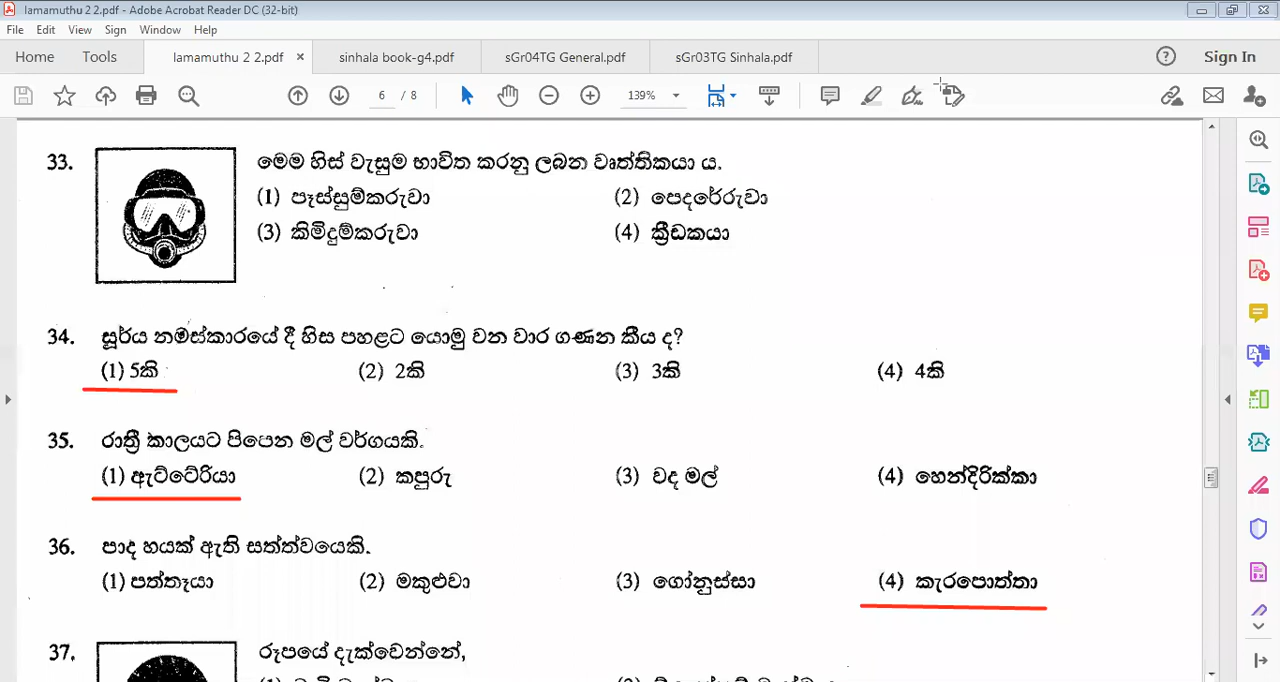 lamamuthu 2 2.pdf - Adobe Acrobat Reader DC (32-bit)
File Edit View Sign Window Help
Home Tools lamamuthu 2 2.pdf × sinhala book-g4.pdf sGr04TG General.pdf sGr03TG Sinhala.pdf ? Sign In
6 / 8 139%
33. මෙම හිස් වැසුම භාවිත කරනු ලබන වෘත්තිකයා ය.
(1) පෑස්සුම්කරුවා (2) පෙදරේරුවා
(3) කිමිදුම්කරුවා (4) ක්‍රීඩකයා
34. සූර්ය නමස්කාරයේ දී හිස පහළට යොමු වන වාර ගණන කීය ද?
(1) 5කි (2) 2කි (3) 3කි (4) 4කි
35. රාත්‍රී කාලයට පිපෙන මල් වර්ගයකි.
(1) ඇට්ටේරියා (2) කපුරු (3) වද මල් (4) හෙන්දිරික්කා
36. පාද හයක් ඇති සත්ත්වයෙකි.
(1) පත්තෑයා (2) මකුළුවා (3) ගෝනුස්සා (4) කැරපොත්තා
37. රූපයේ දැක්වෙන්නේ,